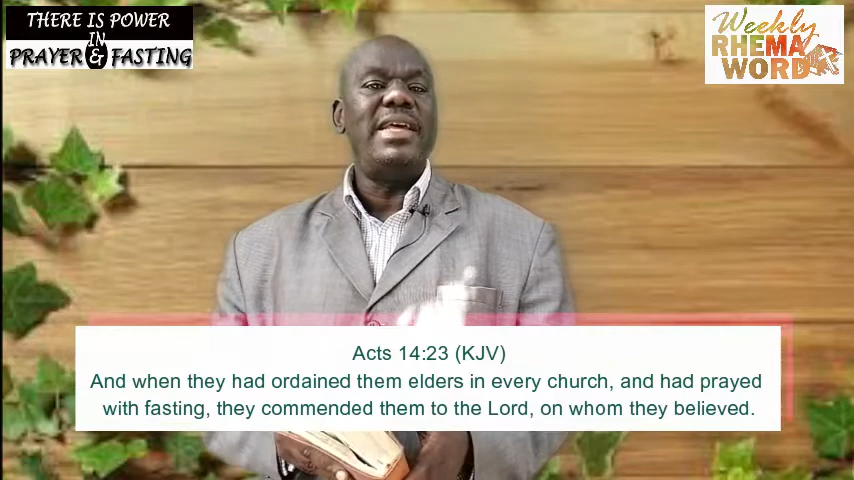 THERE IS POWER
IN
PRAYER & FASTING
Weekly
RHEMA
WORD
Acts 14:23 (KJV)
And when they had ordained them elders in every church, and had prayed
with fasting, they commended them to the Lord, on whom they believed.